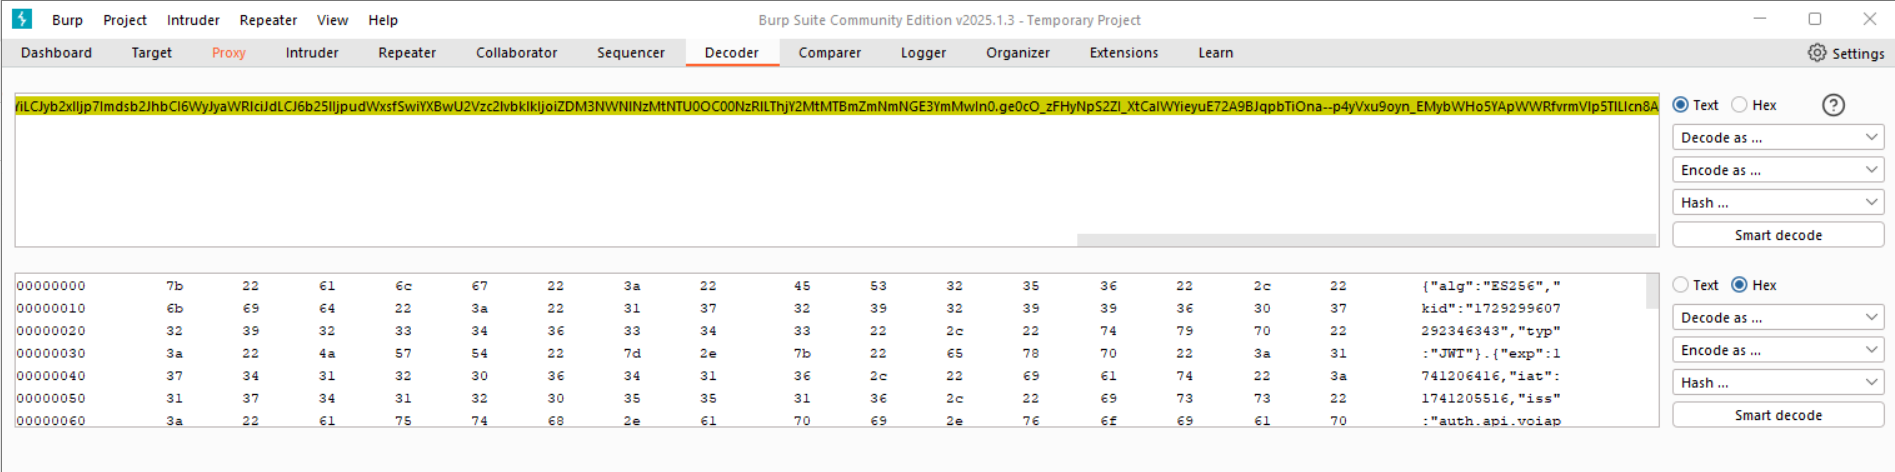 Burp Project Intruder Repeater View Help
Burp Suite Community Edition v2025.1.3 - Temporary Project
Dashboard Target Proxy Intruder Repeater Collaborator Sequencer Decoder Comparer Logger Organizer Extensions Learn
Settings
Text Hex
Decode as ...
Encode as ...
Hash ...
Smart decode
00000000 7b 22 61 6c 67 22 3a 22 45 53 32 35 36 22 2c 22 {"alg":"ES256","
00000010 6b 69 64 22 3a 22 31 37 32 39 32 39 39 36 30 37 kid":"1729299607
00000020 32 39 32 33 34 36 33 34 33 22 2c 22 74 79 70 22 292346343","typ"
00000030 3a 22 4a 57 54 22 7d 2e 7b 22 65 78 70 22 3a 31 :"JWT"}.{"exp":1
00000040 37 34 31 32 30 36 34 31 36 2c 22 69 61 74 22 3a 741206416,"iat":
00000050 31 37 34 31 32 30 35 35 31 36 2c 22 69 73 73 22 1741205516,"iss"
00000060 3a 22 61 75 74 68 2e 61 70 69 2e 76 6f 69 61 70 :"auth.api.voiap
Text Hex
Decode as ...
Encode as ...
Hash ...
Smart decode